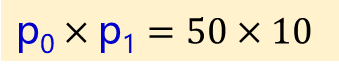 p₀ × p₁ = 50 × 10